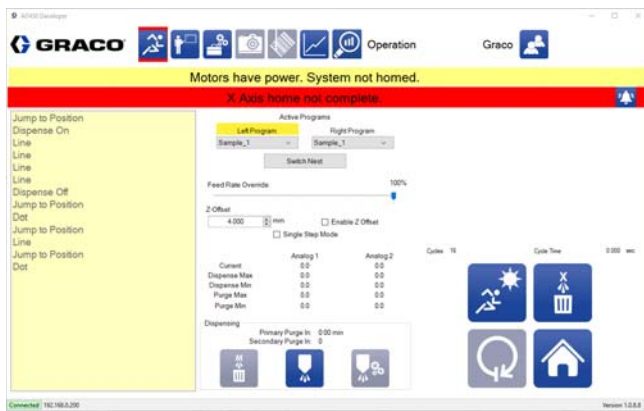 AD450 Developer
GRACO
Operation
Graco
Motors have power. System not homed.
X Axis home not complete.
Jump to Position
Dispense On
Line
Line
Line
Line
Dispense Off
Jump to Position
Dot
Jump to Position
Line
Jump to Position
Dot
Active Programs
Left Program Right Program
Sample_1 Sample_1
Switch Nest
Feed Rate Override 100%
Z-Offset
4.000 mm Enable Z Offset
Single Step Mode
Analog 1 Analog 2
Current 0.0 0.0
Dispense Max 0.0 0.0
Dispense Min 0.0 0.0
Purge Max 0.0 0.0
Purge Min 0.0 0.0
Cycles 16 Cycle Time 0.000 sec
Dispensing
Primary Purge In: 0.00 min
Secondary Purge In: 0
M
X
Connected 192.168.0.200 Version 1.0.8.8